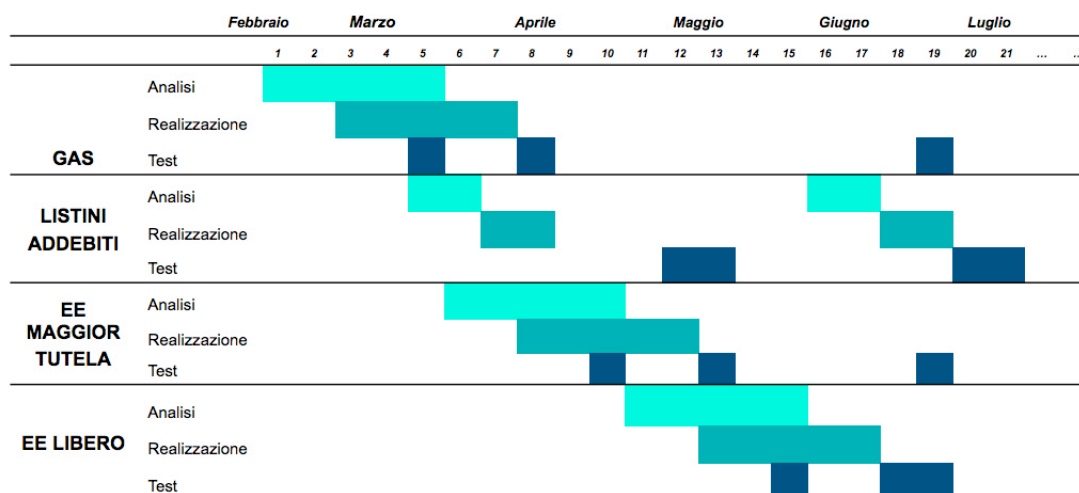 Febbraio Marzo Aprile Maggio Giugno Luglio
1 2 3 4 5 6 7 8 9 10 11 12 13 14 15 16 17 18 19 20 21 ... ..
Analisi
Realizzazione
GAS Test
Analisi
LISTINI
ADDEBITI
Realizzazione
Test
Analisi
EE
MAGGIOR
TUTELA
Realizzazione
Test
Analisi
EE LIBERO Realizzazione
Test